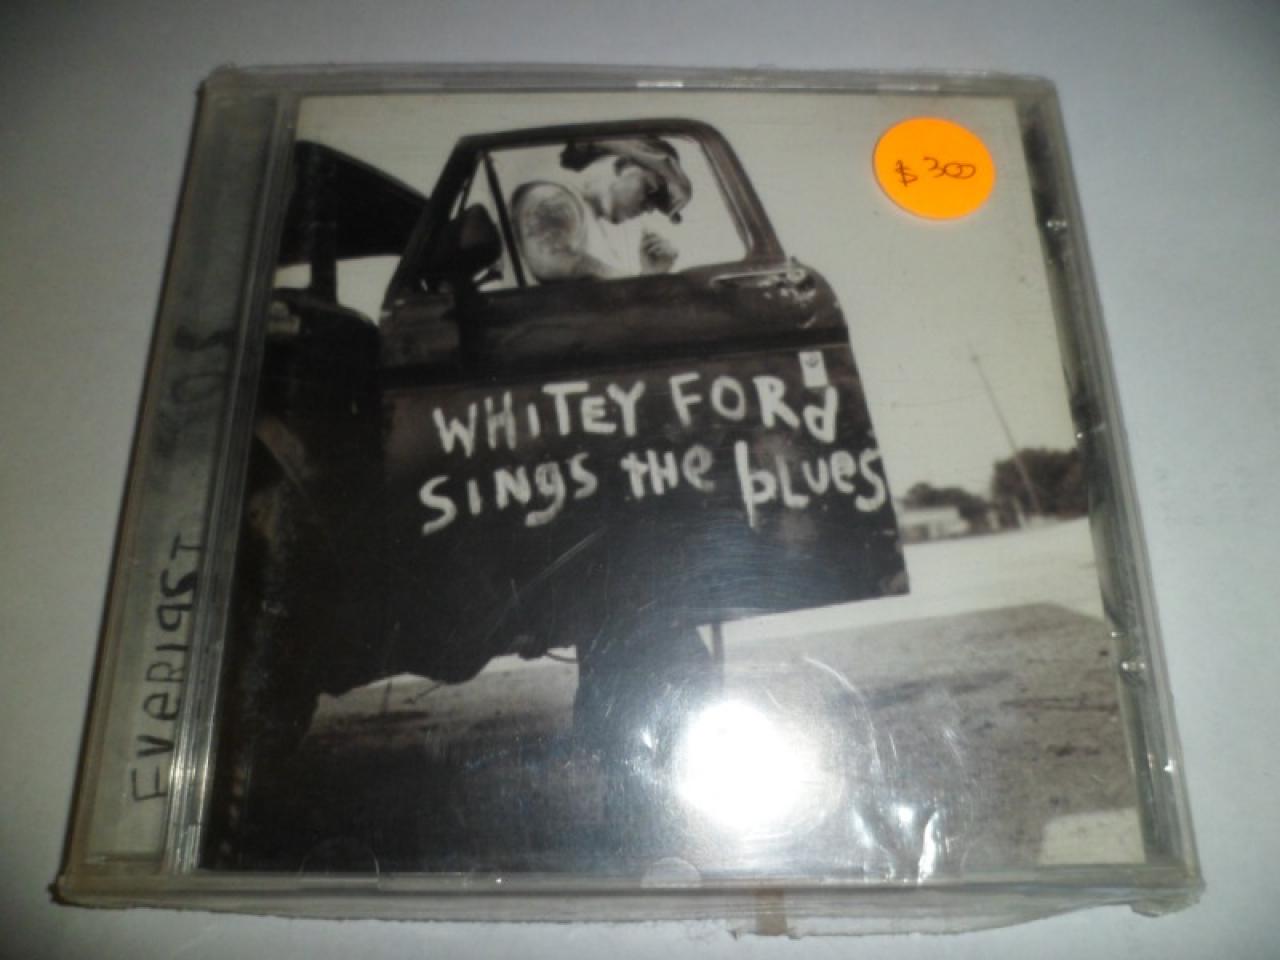 $300
WHiTEY FORd
SiNgS tHe bLueS
EVeRlaST